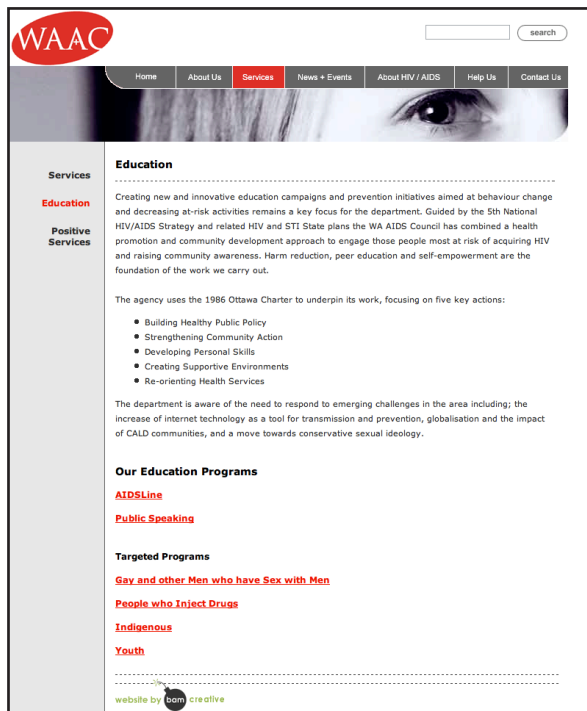 WAAC
search
Home About Us Services News + Events About HIV / AIDS Help Us Contact Us
Services
Education
Positive
Services
Education
Creating new and innovative education campaigns and prevention initiatives aimed at behaviour change
and decreasing at-risk activities remains a key focus for the department. Guided by the 5th National
HIV/AIDS Strategy and related HIV and STI State plans the WA AIDS Council has combined a health
promotion and community development approach to engage those people most at risk of acquiring HIV
and raising community awareness. Harm reduction, peer education and self-empowerment are the
foundation of the work we carry out.
The agency uses the 1986 Ottawa Charter to underpin its work, focusing on five key actions:
Building Healthy Public Policy
Strengthening Community Action
Developing Personal Skills
Creating Supportive Environments
Re-orienting Health Services
The department is aware of the need to respond to emerging challenges in the area including; the
increase of internet technology as a tool for transmission and prevention, globalisation and the impact
of CALD communities, and a move towards conservative sexual ideology.
Our Education Programs
AIDSLine
Public Speaking
Targeted Programs
Gay and other Men who have Sex with Men
People who Inject Drugs
Indigenous
Youth
website by bam creative